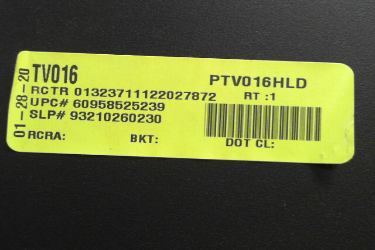 01-28-20
TV016 PTV016HLD
RCTR 01323711122027872 RT :1
UPC# 60958525239
SLP# 93210260230
RCRA: BKT: DOT CL: